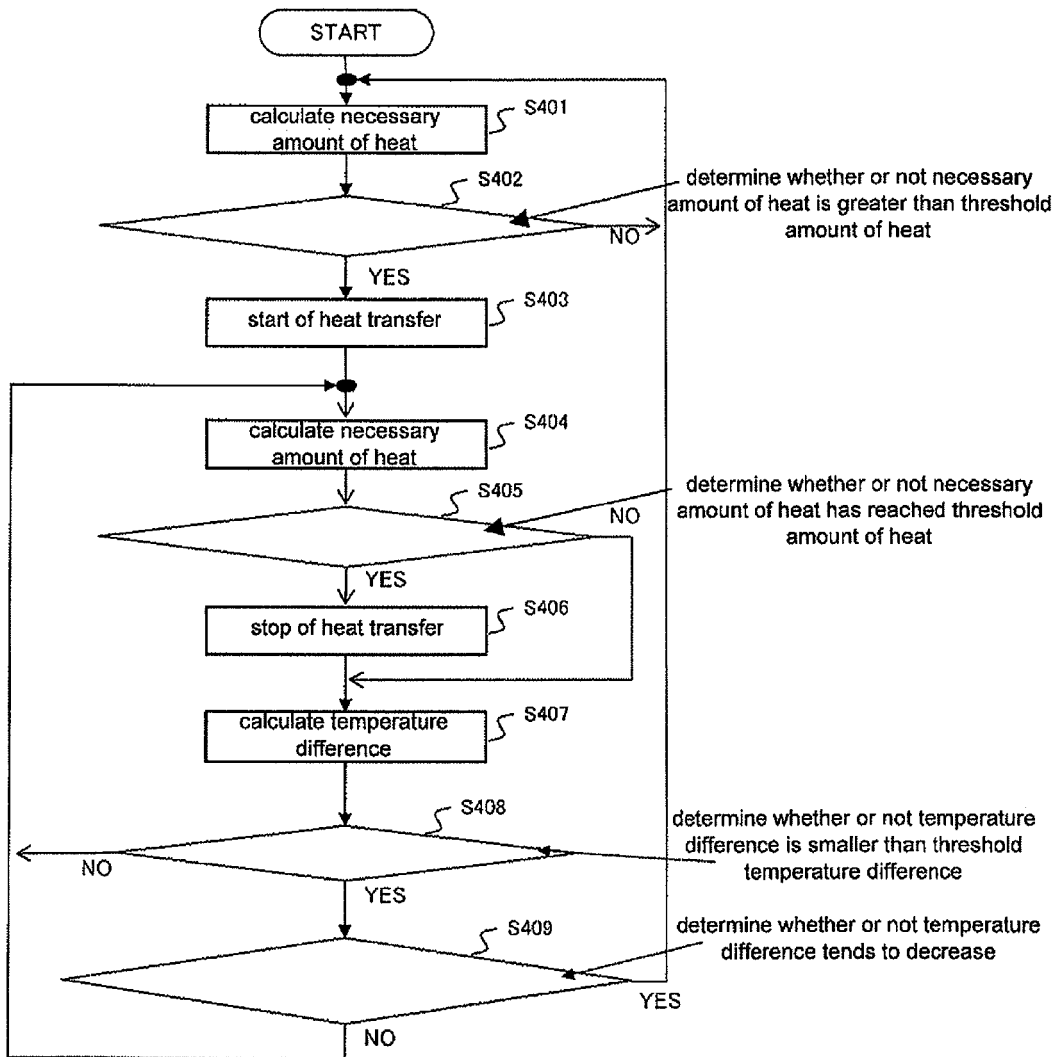 START
S401
calculate necessary
amount of heat
S402
determine whether or not necessary
amount of heat is greater than threshold
amount of heat
NO
YES
S403
start of heat transfer
S404
calculate necessary
amount of heat
S405
determine whether or not necessary
amount of heat has reached threshold
amount of heat
NO
YES
S406
stop of heat transfer
S407
calculate temperature
difference
S408
determine whether or not temperature
difference is smaller than threshold
temperature difference
NO
YES
S409
determine whether or not temperature
difference tends to decrease
YES
NO